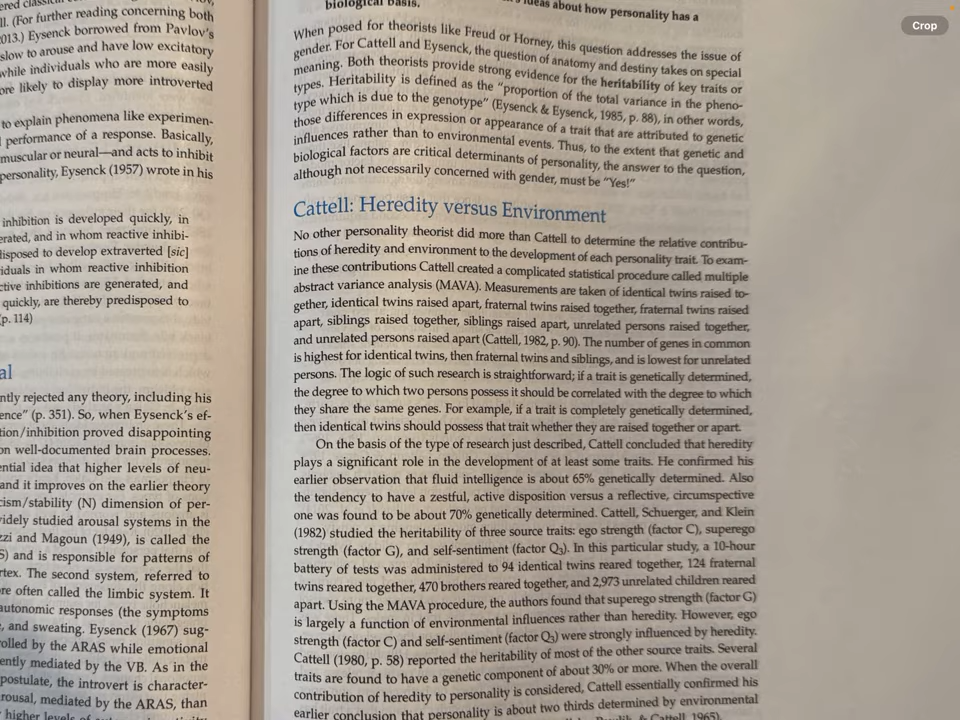 ll. (For further reading concerning both
2013.) Eysenck borrowed from Pavlov's
slow to arouse and have low excitatory
while individuals who are more easily
ore likely to display more introverted
to explain phenomena like experimen-
performance of a response. Basically,
muscular or neural—and acts to inhibit
personality, Eysenck (1957) wrote in his
inhibition is developed quickly, in
erated, and in whom reactive inhibi-
disposed to develop extraverted [sic]
iduals in whom reactive inhibition
ctive inhibitions are generated, and
quickly, are thereby predisposed to
(p. 114)
al
ntly rejected any theory, including his
ence" (p. 351). So, when Eysenck's ef-
tion/inhibition proved disappointing
on well-documented brain processes.
ential idea that higher levels of neu-
and it improves on the earlier theory
cism/stability (N) dimension of per-
videly studied arousal systems in the
zzi and Magoun (1949), is called the
S) and is responsible for patterns of
rtex. The second system, referred to
re often called the limbic system. It
autonomic responses (the symptoms
, and sweating. Eysenck (1967) sug-
rolled by the ARAS while emotional
ently mediated by the VB. As in the
postulate, the introvert is character-
rousal, mediated by the ARAS, than
higher levels of
ideas about how personality has a
biological basis.
When posed for theorists like Freud or Horney, this question addresses the issue of
gender. For Cattell and Eysenck, the question of anatomy and destiny takes on special
meaning. Both theorists provide strong evidence for the heritability of key traits or
types. Heritability is defined as the "proportion of the total variance in the pheno-
type which is due to the genotype" (Eysenck & Eysenck, 1985, p. 88), in other words,
those differences in expression or appearance of a trait that are attributed to genetic
influences rather than to environmental events. Thus, to the extent that genetic and
biological factors are critical determinants of personality, the answer to the question,
although not necessarily concerned with gender, must be "Yes!"
Cattell: Heredity versus Environment
No other personality theorist did more than Cattell to determine the relative contribu-
tions of heredity and environment to the development of each personality trait. To exam-
ine these contributions Cattell created a complicated statistical procedure called multiple
abstract variance analysis (MAVA). Measurements are taken of identical twins raised to-
gether, identical twins raised apart, fraternal twins raised together, fraternal twins raised
apart, siblings raised together, siblings raised apart, unrelated persons raised together,
and unrelated persons raised apart (Cattell, 1982, p. 90). The number of genes in common
is highest for identical twins, then fraternal twins and siblings, and is lowest for unrelated
persons. The logic of such research is straightforward; if a trait is genetically determined,
the degree to which two persons possess it should be correlated with the degree to which
they share the same genes. For example, if a trait is completely genetically determined,
then identical twins should possess that trait whether they are raised together or apart.
On the basis of the type of research just described, Cattell concluded that heredity
plays a significant role in the development of at least some traits. He confirmed his
earlier observation that fluid intelligence is about 65% genetically determined. Also
the tendency to have a zestful, active disposition versus a reflective, circumspective
one was found to be about 70% genetically determined. Cattell, Schuerger, and Klein
(1982) studied the heritability of three source traits: ego strength (factor C), superego
strength (factor G), and self-sentiment (factor Q3). In this particular study, a 10-hour
battery of tests was administered to 94 identical twins reared together, 124 fraternal
twins reared together, 470 brothers reared together, and 2,973 unrelated children reared
apart. Using the MAVA procedure, the authors found that superego strength (factor G)
is largely a function of environmental influences rather than heredity. However, ego
strength (factor C) and self-sentiment (factor Q3) were strongly influenced by heredity.
Cattell (1980, p. 58) reported the heritability of most of the other source traits. Several
traits are found to have a genetic component of about 30% or more. When the overall
contribution of heredity to personality is considered, Cattell essentially confirmed his
earlier conclusion that personality is about two thirds determined by environmental
Cattell, 1965).
Crop